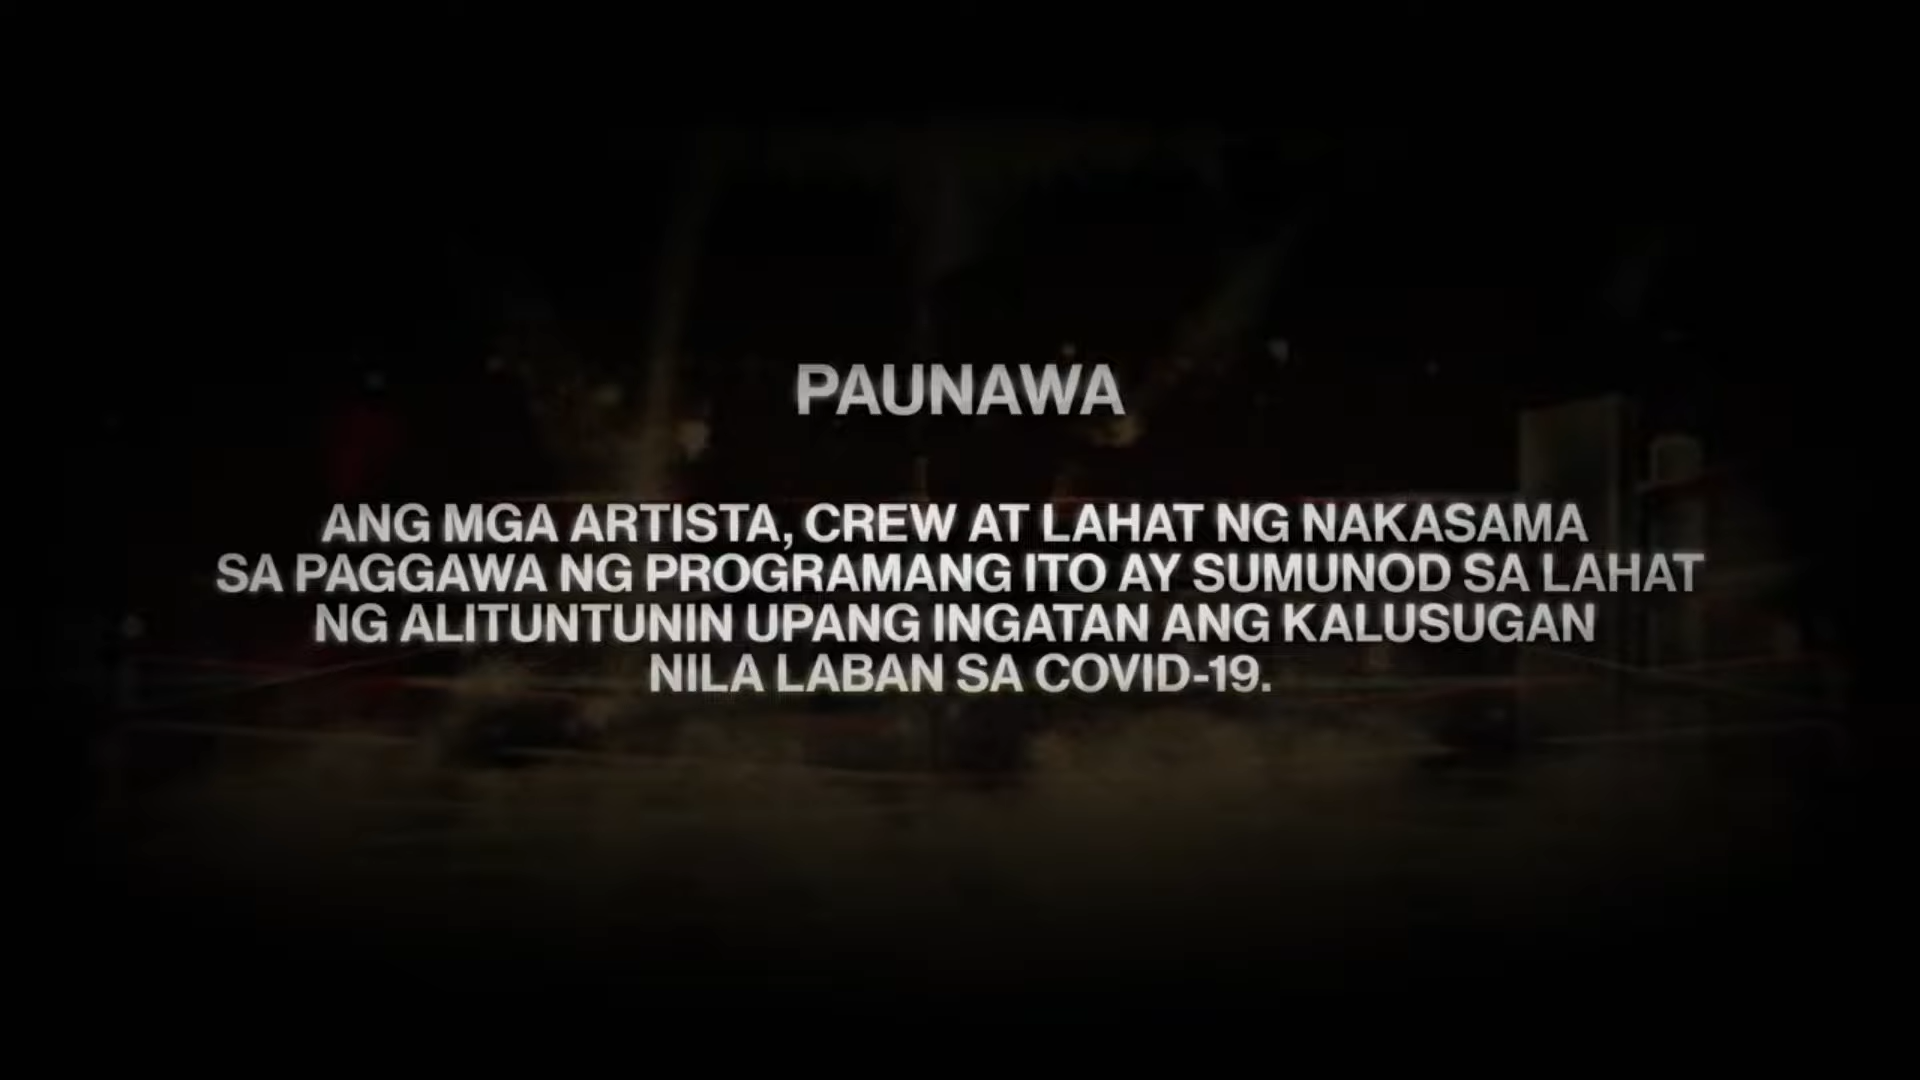 PAUNAWA
ANG MGA ARTISTA, CREW AT LAHAT NG NAKASAMA
SA PAGGAWA NG PROGRAMANG ITO AY SUMUNOD SA LAHAT
NG ALITUNTUNIN UPANG INGATAN ANG KALUSUGAN
NILA LABAN SA COVID-19.